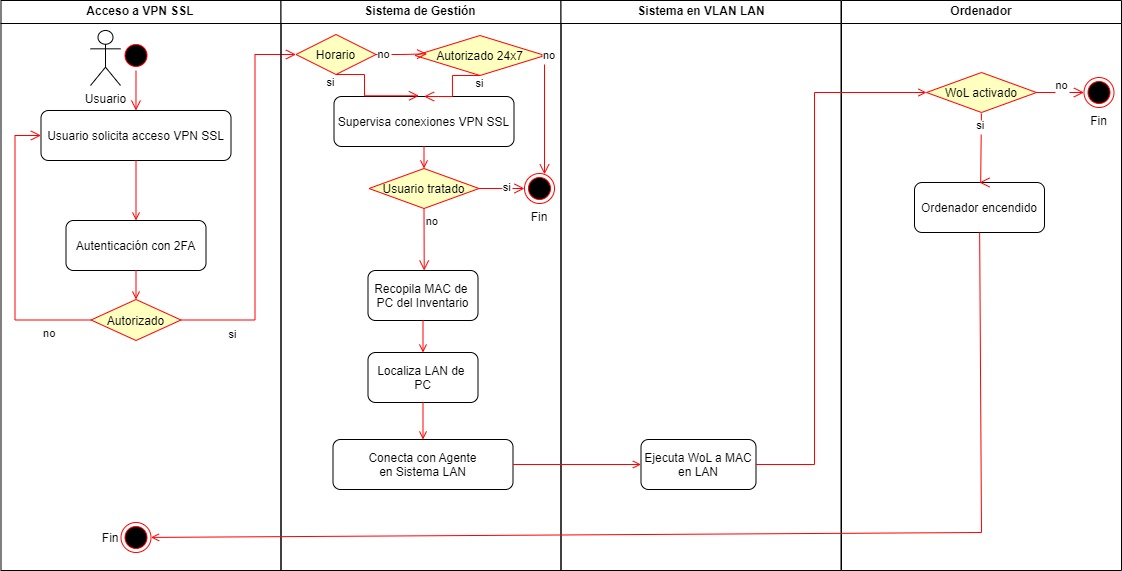 Acceso a VPN SSL
Sistema de Gestión
Sistema en VLAN LAN
Ordenador
Usuario
Usuario solicita acceso VPN SSL
Autenticación con 2FA
Autorizado
no
si
Horario
no
si
Autorizado 24x7
no
si
Supervisa conexiones VPN SSL
Usuario tratado
si
no
Fin
Recopila MAC de
PC del Inventario
Localiza LAN de
PC
Conecta con Agente
en Sistema LAN
Ejecuta WoL a MAC
en LAN
WoL activado
no
si
Fin
Ordenador encendido
Fin